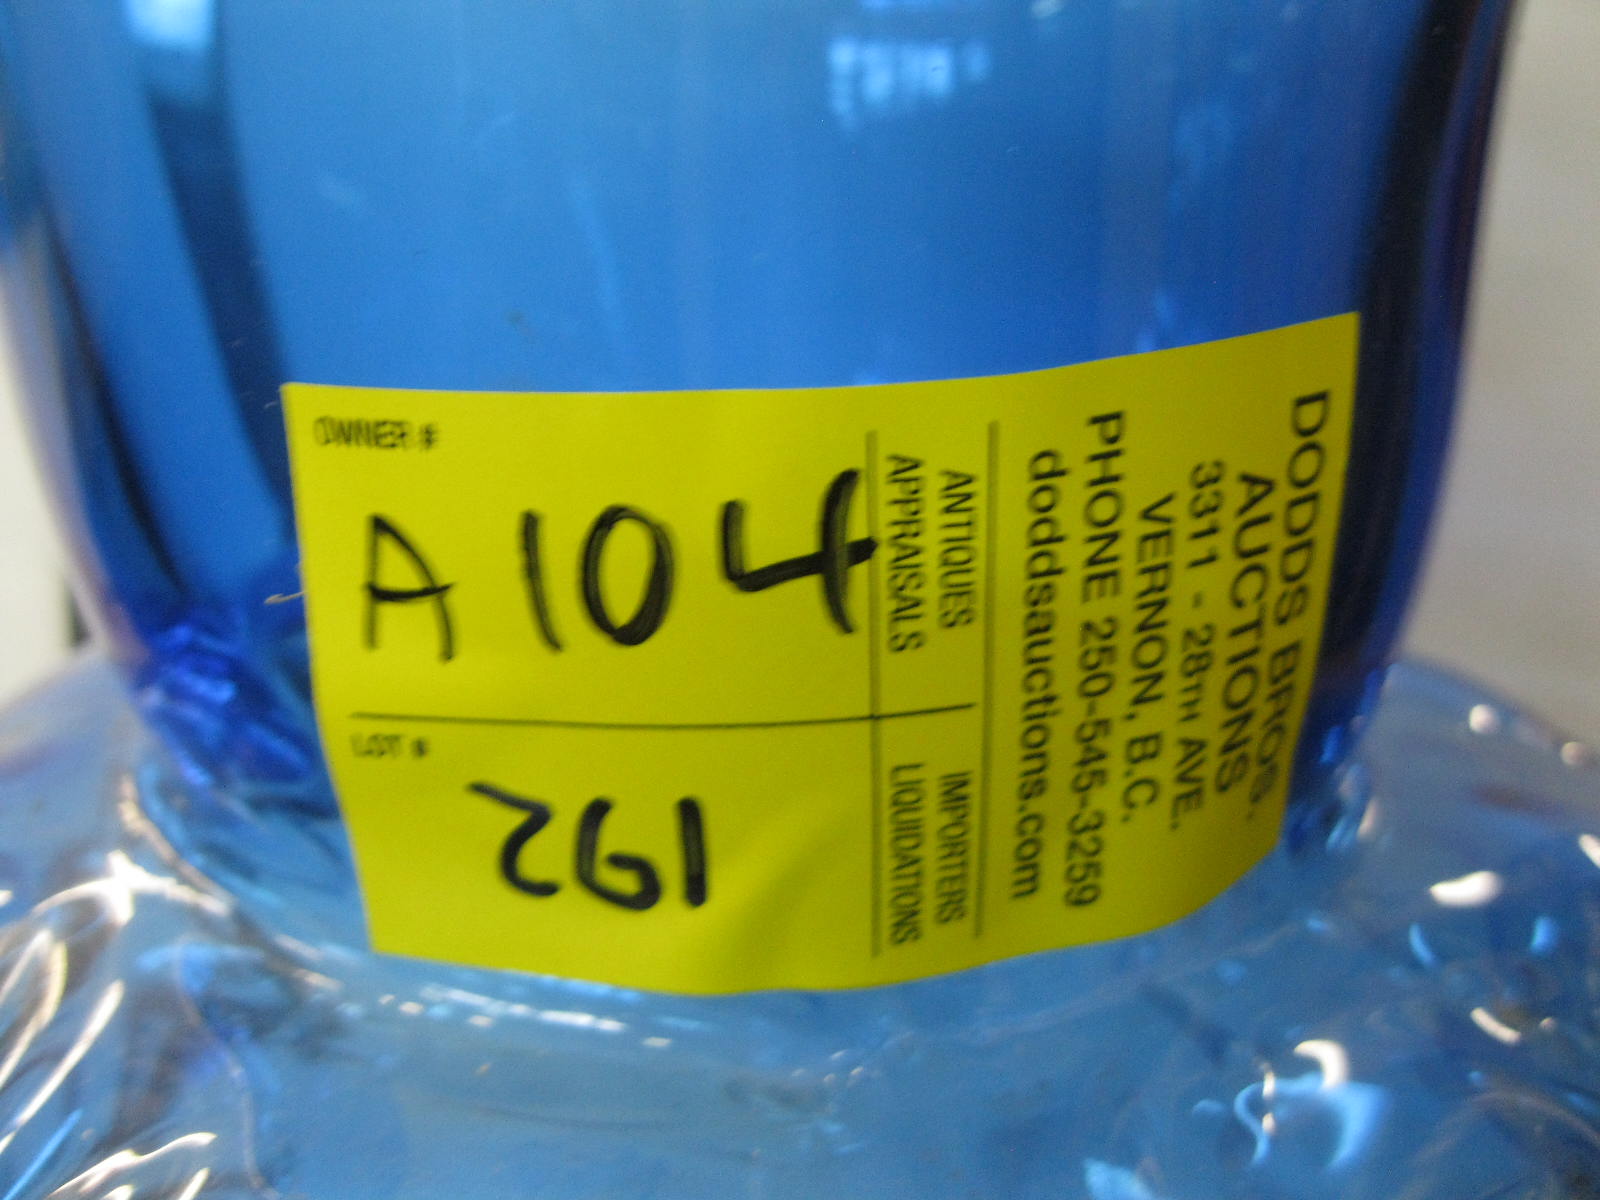 DODDS BROS.
AUCTIONS
3311 - 28TH AVE.
VERNON, B.C.
PHONE 250-545-3259
doddsauctions.com
ANTIQUES IMPORTERS
APPRAISALS LIQUIDATIONS
OWNER #
A104
LOT #
261